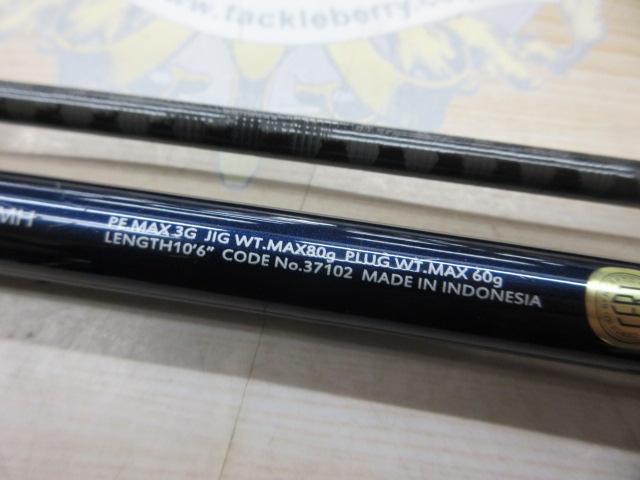 www.tackleberry.co
MH
PE MAX 3G JIG WT.MAX80g PLUG WT.MAX 60g
LENGTH10'6" CODE No.37102 MADE IN INDONESIA